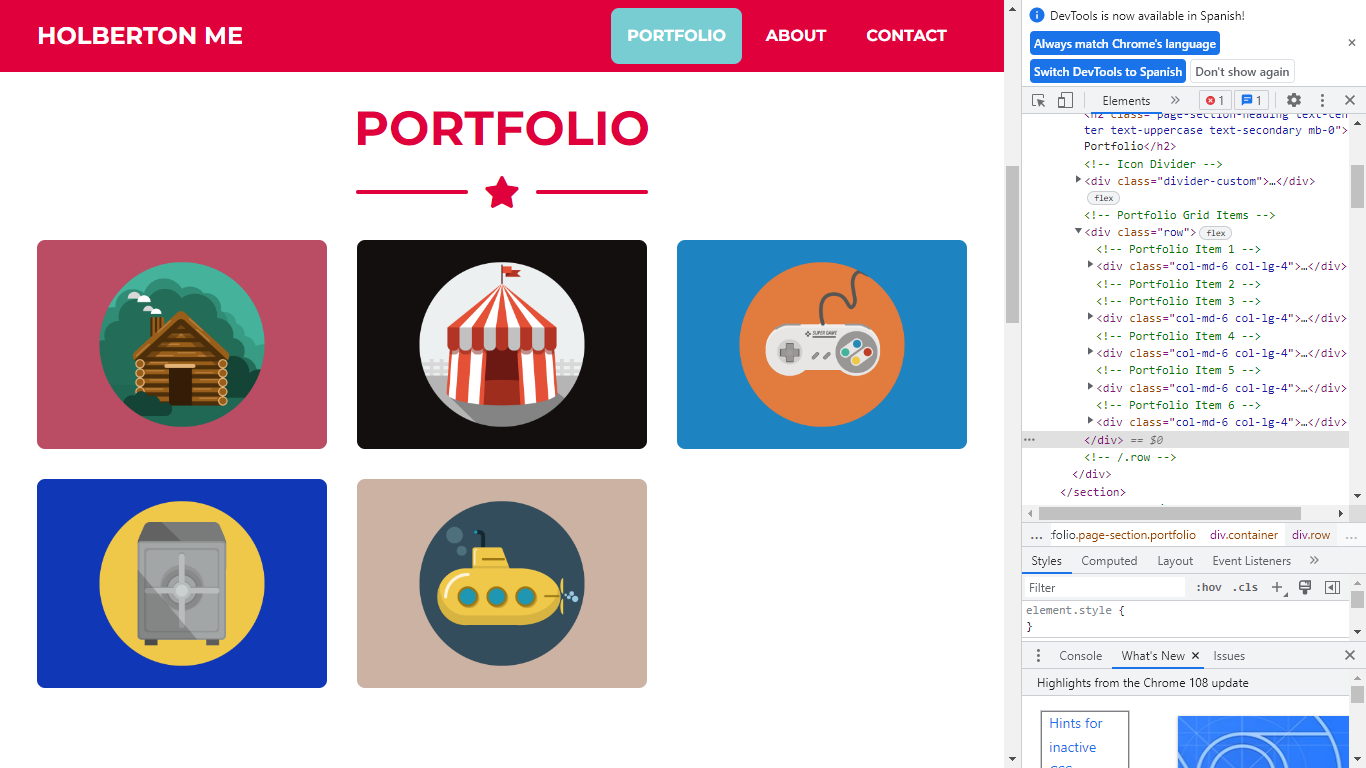 HOLBERTON ME
PORTFOLIO
ABOUT
CONTACT
PORTFOLIO
SUPER GAME
DevTools is now available in Spanish!
Always match Chrome's language
Switch DevTools to Spanish
Don't show again
Elements
1
1
<h2 class="page-section-heading text-cen
ter text-uppercase text-secondary mb-0">
Portfolio</h2>
<!-- Icon Divider -->
<div class="divider-custom">…</div>
flex
<!-- Portfolio Grid Items -->
<div class="row"> flex
<!-- Portfolio Item 1 -->
<div class="col-md-6 col-lg-4">…</div>
<!-- Portfolio Item 2 -->
<!-- Portfolio Item 3 -->
<div class="col-md-6 col-lg-4">…</div>
<!-- Portfolio Item 4 -->
<div class="col-md-6 col-lg-4">…</div>
<!-- Portfolio Item 5 -->
<div class="col-md-6 col-lg-4">…</div>
<!-- Portfolio Item 6 -->
<div class="col-md-6 col-lg-4">…</div>
</div> == $0
<!-- /.row -->
</div>
</section>
… folio.page-section.portfolio div.container div.row …
Styles Computed Layout Event Listeners
Filter
:hov .cls
element.style {
}
Console What's New Issues
Highlights from the Chrome 108 update
Hints for
inactive
CSS